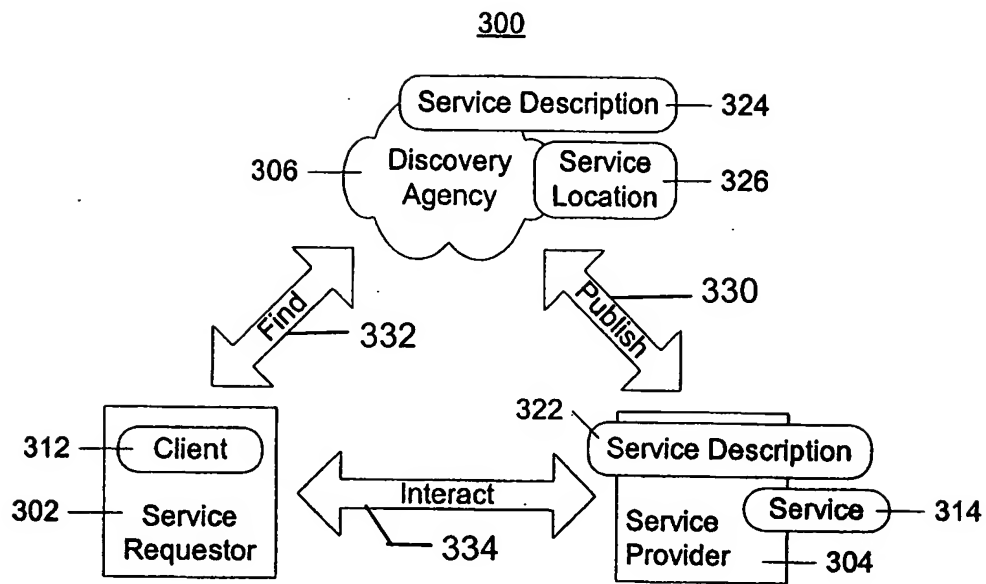 300
Service Description
324
306
Discovery
Agency
Service
Location
326
Find
332
Publish
330
312
Client
302
Service
Requestor
Interact
334
322
Service Description
Service
314
Service
Provider
304